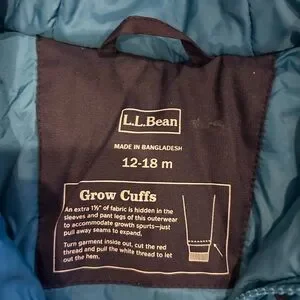 L.L.Bean
MADE IN BANGLADESH
12-18 m
Grow Cuffs
An extra 1½" of fabric is hidden in the
sleeves and pant legs of this outerwear
to accommodate growth spurts—just
pull away seams to expand.
Turn garment inside out, cut the red
thread and pull the white thread to let
out the hem.